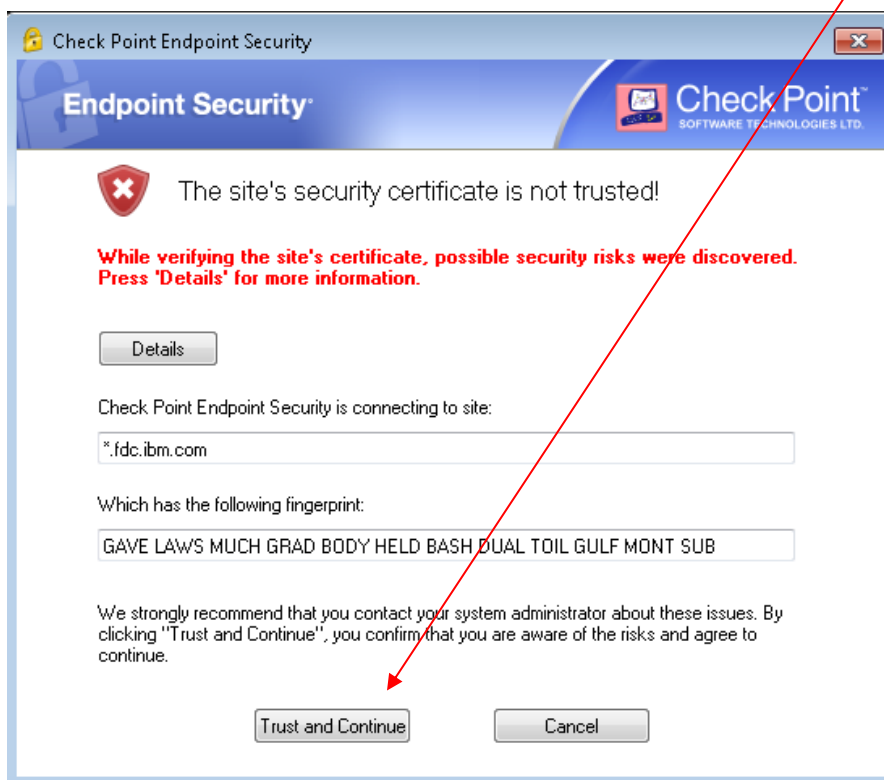 Check Point Endpoint Security
Endpoint Security
Check Point™
SOFTWARE TECHNOLOGIES LTD.
The site's security certificate is not trusted!
While verifying the site's certificate, possible security risks were discovered.
Press 'Details' for more information.
Details
Check Point Endpoint Security is connecting to site:
*.fdc.ibm.com
Which has the following fingerprint:
GAVE LAWS MUCH GRAD BODY HELD BASH DUAL TOIL GULF MONT SUB
We strongly recommend that you contact your system administrator about these issues. By
clicking "Trust and Continue", you confirm that you are aware of the risks and agree to
continue.
Trust and Continue
Cancel